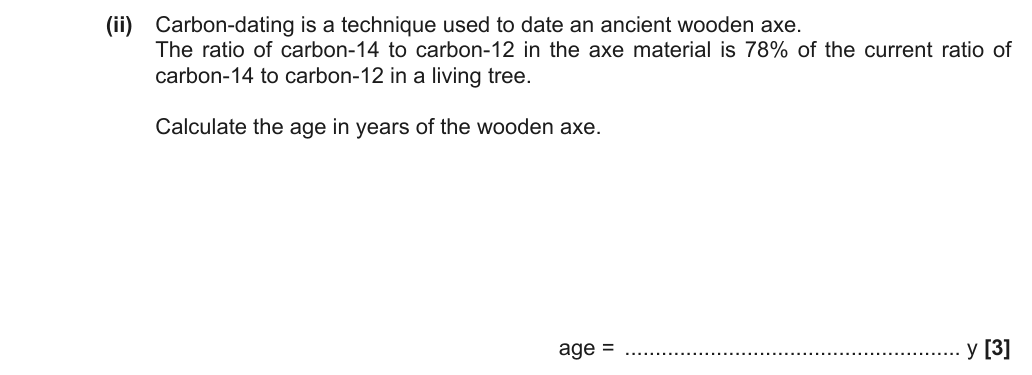 (ii) Carbon-dating is a technique used to date an ancient wooden axe.
The ratio of carbon-14 to carbon-12 in the axe material is 78% of the current ratio of
carbon-14 to carbon-12 in a living tree.
Calculate the age in years of the wooden axe.
age = ....................................................... y [3]